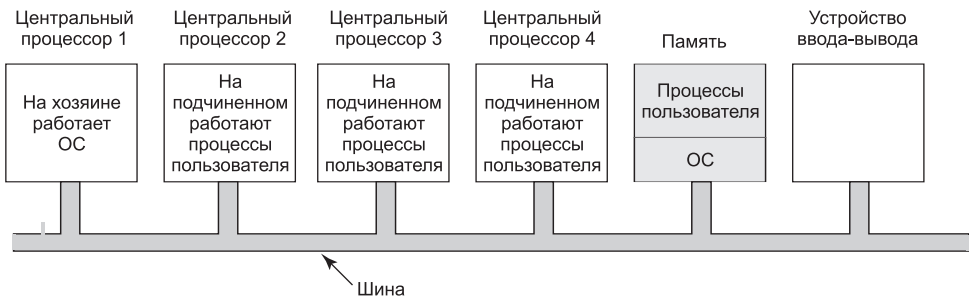 Центральный
процессор 1
Центральный
процессор 2
Центральный
процессор 3
Центральный
процессор 4
Память
Устройство
ввода-вывода
На хозяине
работает
ОС
На
подчиненном
работают
процессы
пользователя
На
подчиненном
работают
процессы
пользователя
На
подчиненном
работают
процессы
пользователя
Процессы
пользователя
ОС
Шина